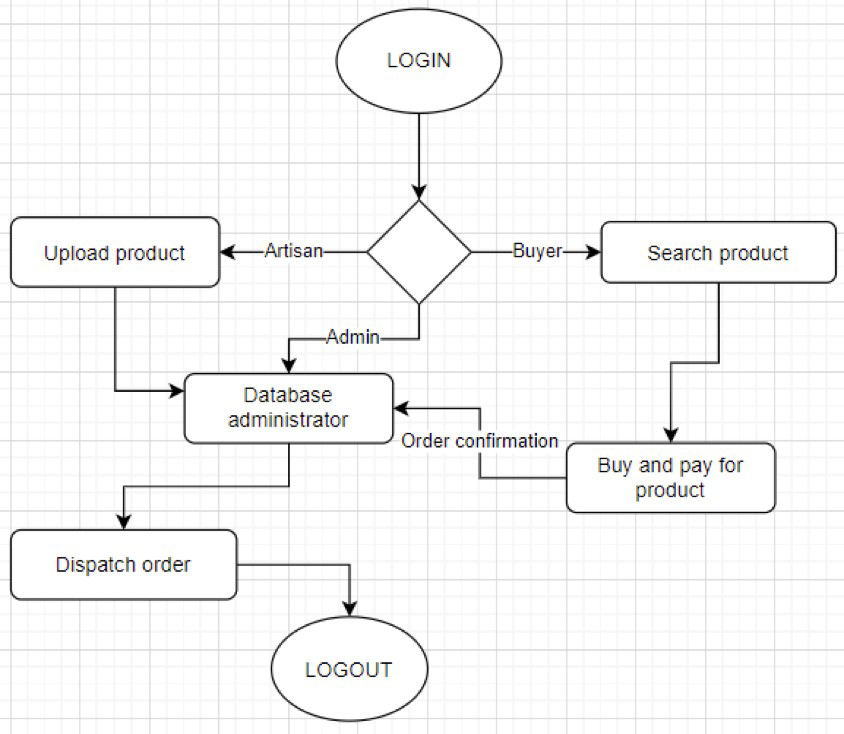 LOGIN
Upload product
Artisan
Buyer
Search product
Admin
Database
administrator
Order confirmation
Buy and pay for
product
Dispatch order
LOGOUT